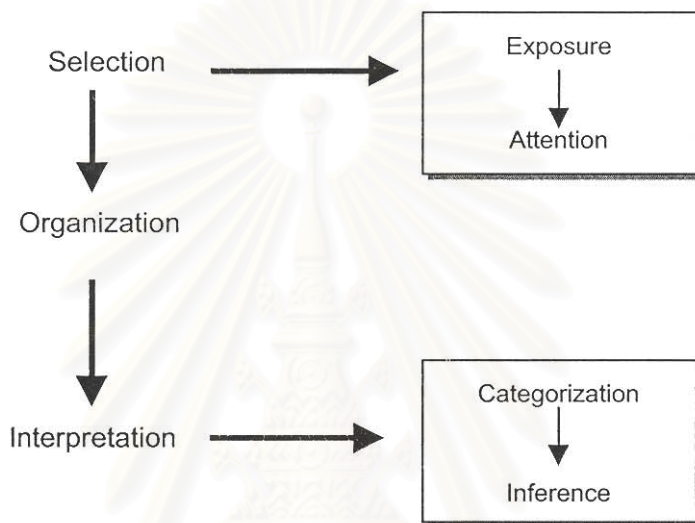 Selection
Exposure
Attention
Organization
Interpretation
Categorization
Inference